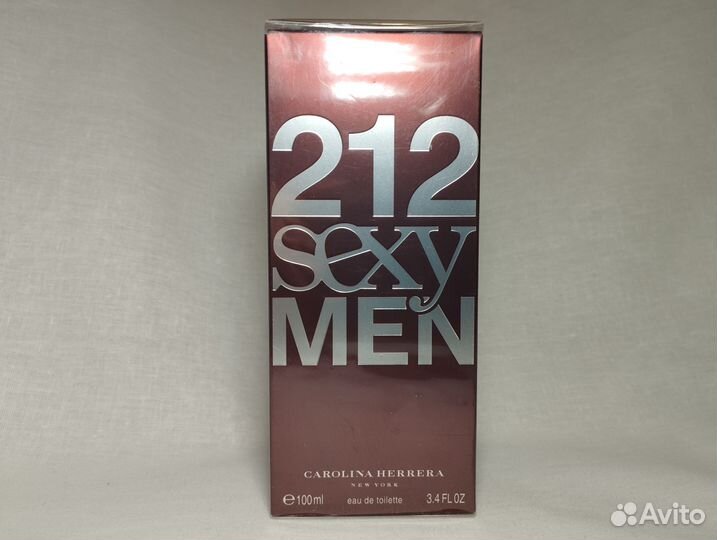 212
sexy
MEN
CAROLINA HERRERA
NEW YORK
℮100ml eau de toilette 3.4 FL OZ
Avito